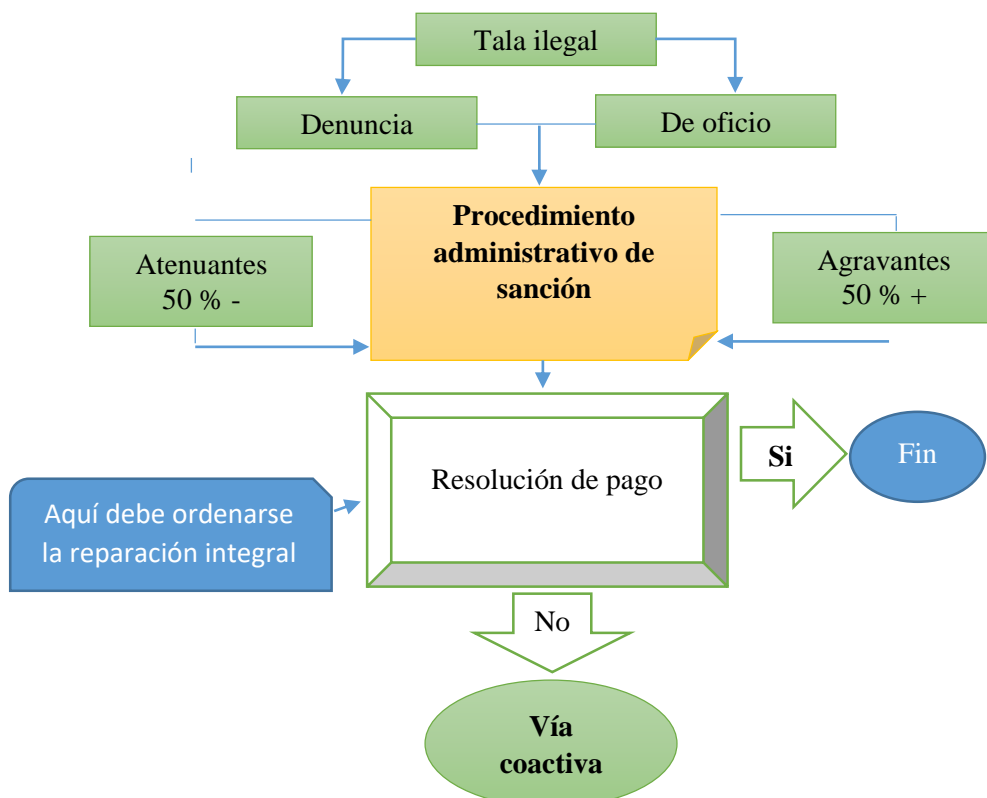 Tala ilegal
Denuncia
De oficio
Procedimiento
administrativo de
sanción
Atenuantes
50 % -
Agravantes
50 % +
Resolución de pago
Si
Fin
Aquí debe ordenarse
la reparación integral
No
Vía
coactiva